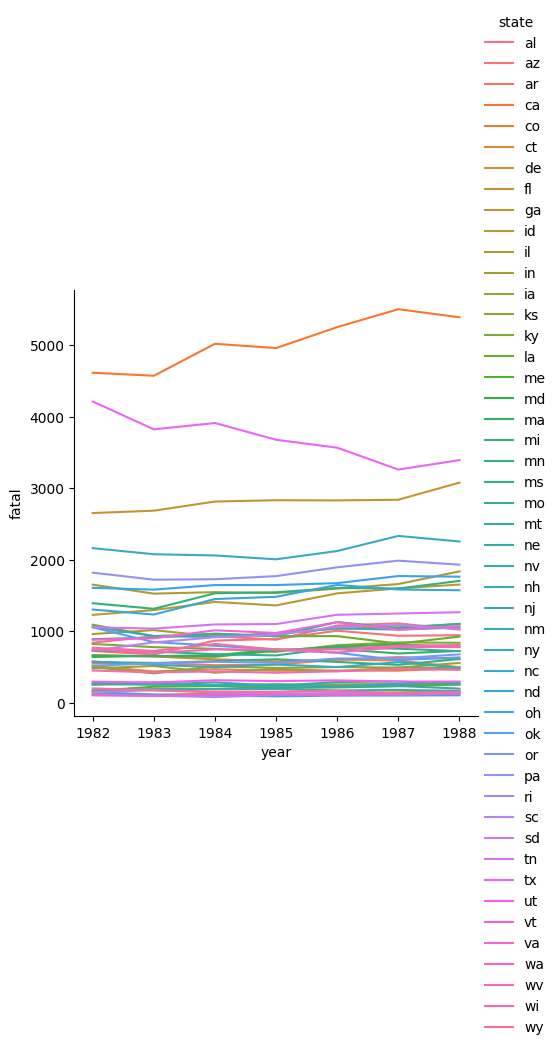 state
al
az
ar
ca
co
ct
de
fl
ga
id
il
in
ia
ks
ky
la
me
md
ma
mi
mn
ms
mo
mt
ne
nv
nh
nj
nm
ny
nc
nd
oh
ok
or
pa
ri
sc
sd
tn
tx
ut
vt
va
wa
wv
wi
wy
5000
4000
3000
2000
1000
0
fatal
1982 1983 1984 1985 1986 1987 1988
year